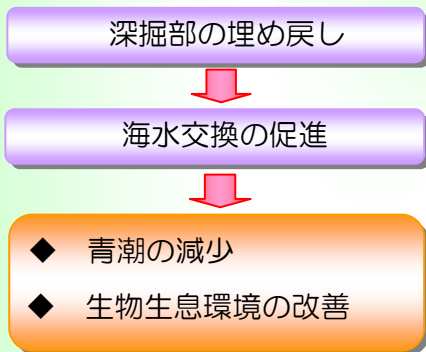 深掘部の埋め戻し
海水交換の促進
◆ 青潮の減少
◆ 生物生息環境の改善